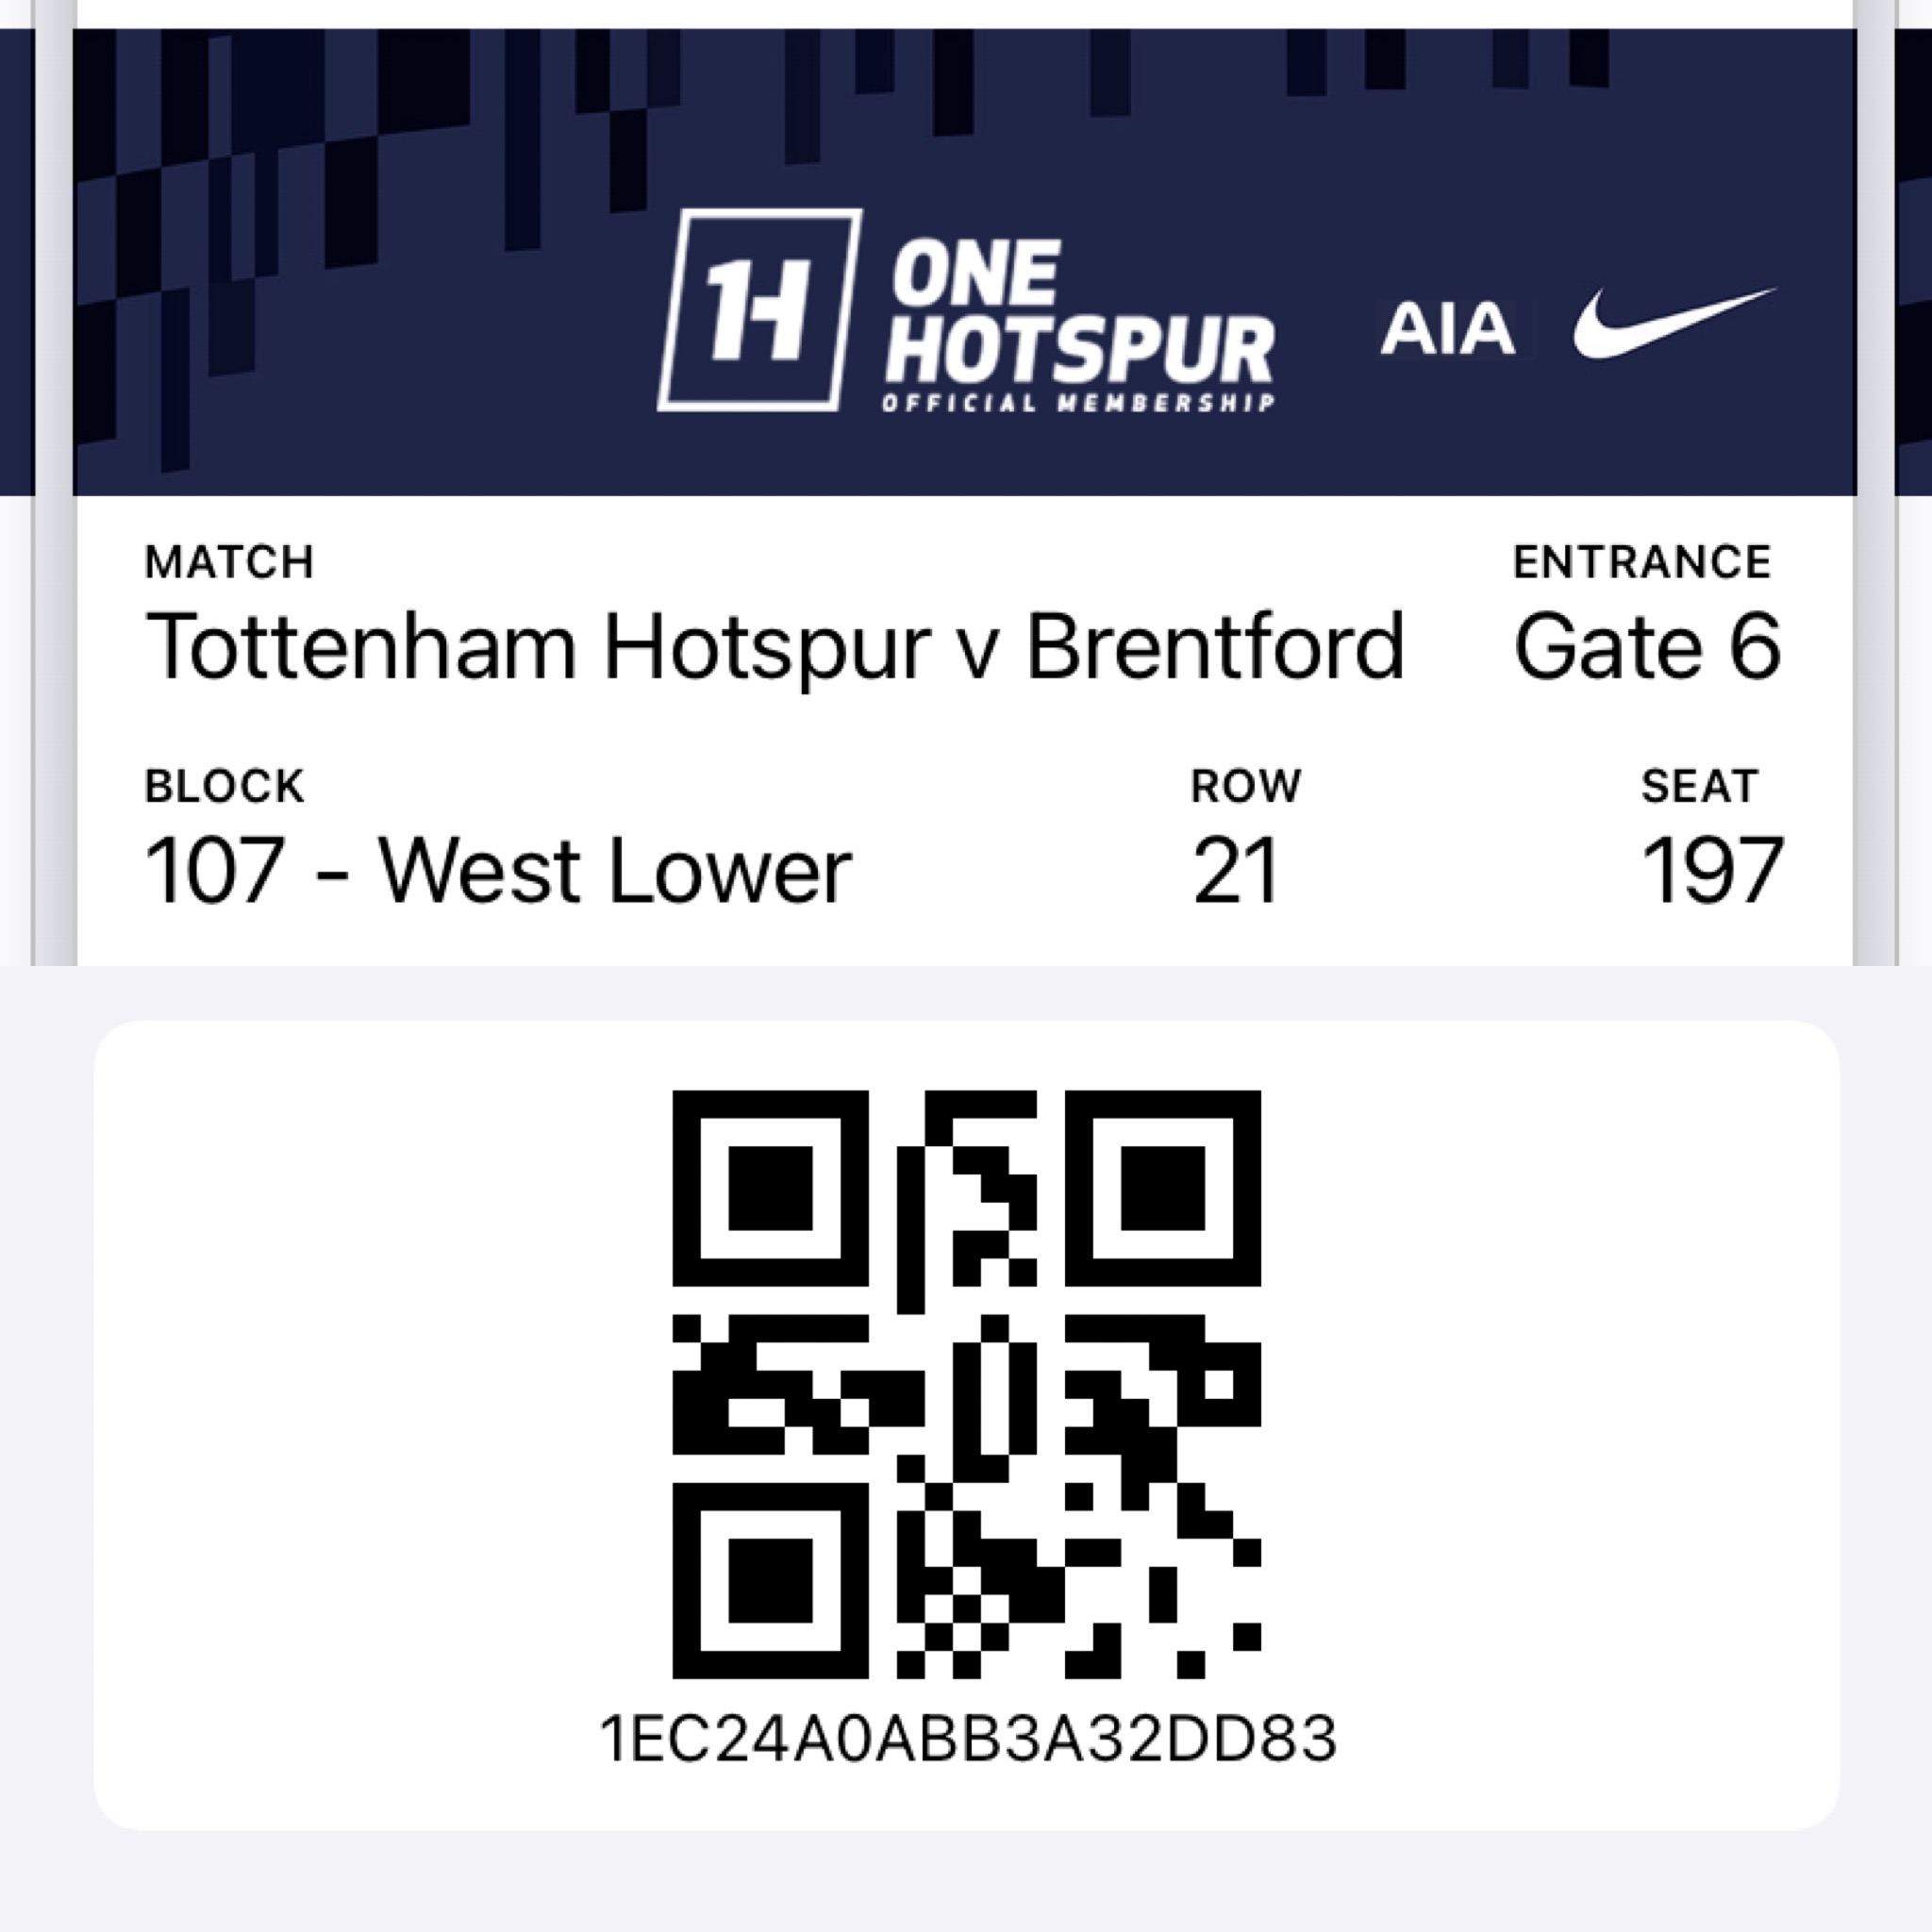 1H ONE
HOTSPUR
OFFICIAL MEMBERSHIP
AIA
MATCH ENTRANCE
Tottenham Hotspur v Brentford Gate 6
BLOCK ROW SEAT
107 - West Lower 21 197
1EC24A0ABB3A32DD83